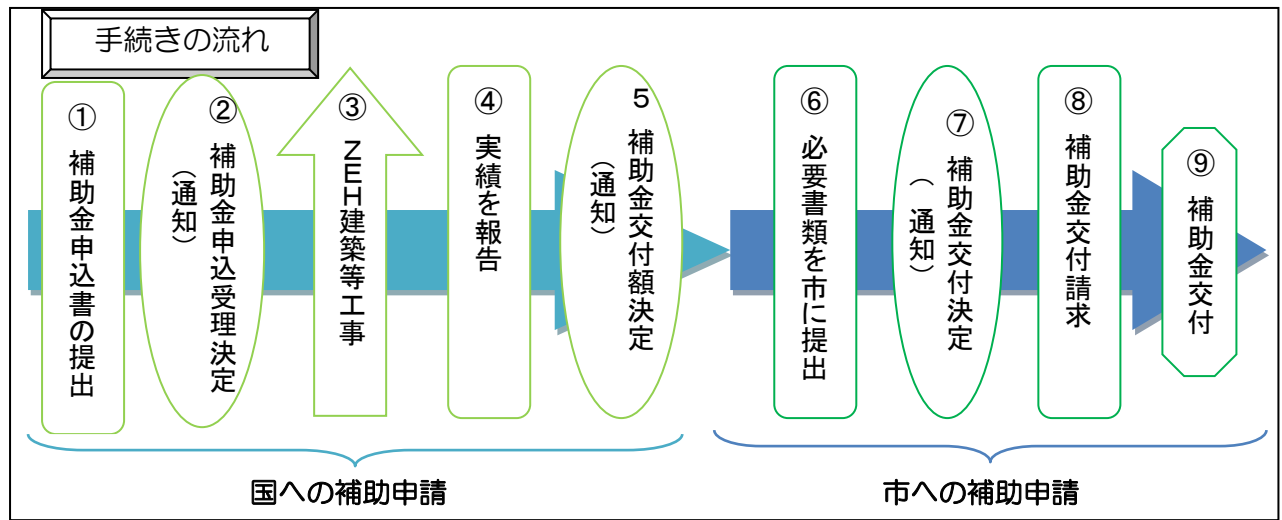 手続きの流れ
① 補助金申込書の提出
② 補助金申込受理決定
（通知）
③ ZEH建築等工事
④ 実績を報告
５ 補助金交付額決定
（通知）
⑥ 必要書類を市に提出
⑦ 補助金交付決定
（ 通知）
⑧ 補助金交付請求
⑨ 補助金交付
国への補助申請
市への補助申請